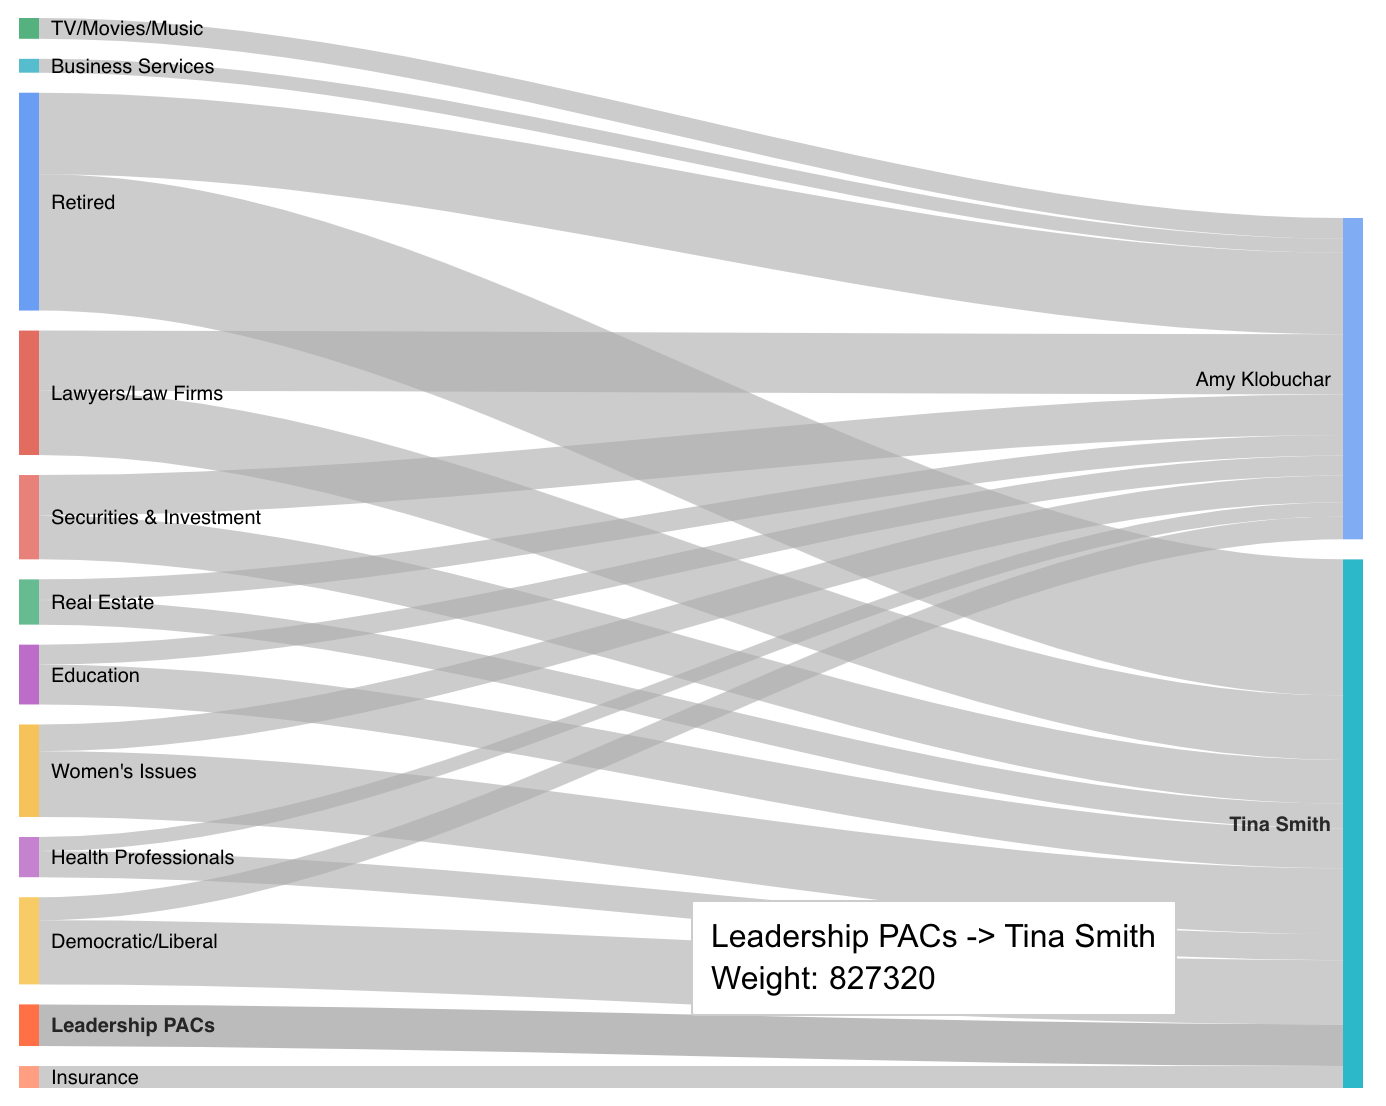 TV/Movies/Music
Business Services
Retired
Lawyers/Law Firms
Securities & Investment
Real Estate
Education
Women's Issues
Health Professionals
Democratic/Liberal
Leadership PACs
Insurance
Amy Klobuchar
Tina Smith
Leadership PACs -> Tina Smith
Weight: 827320